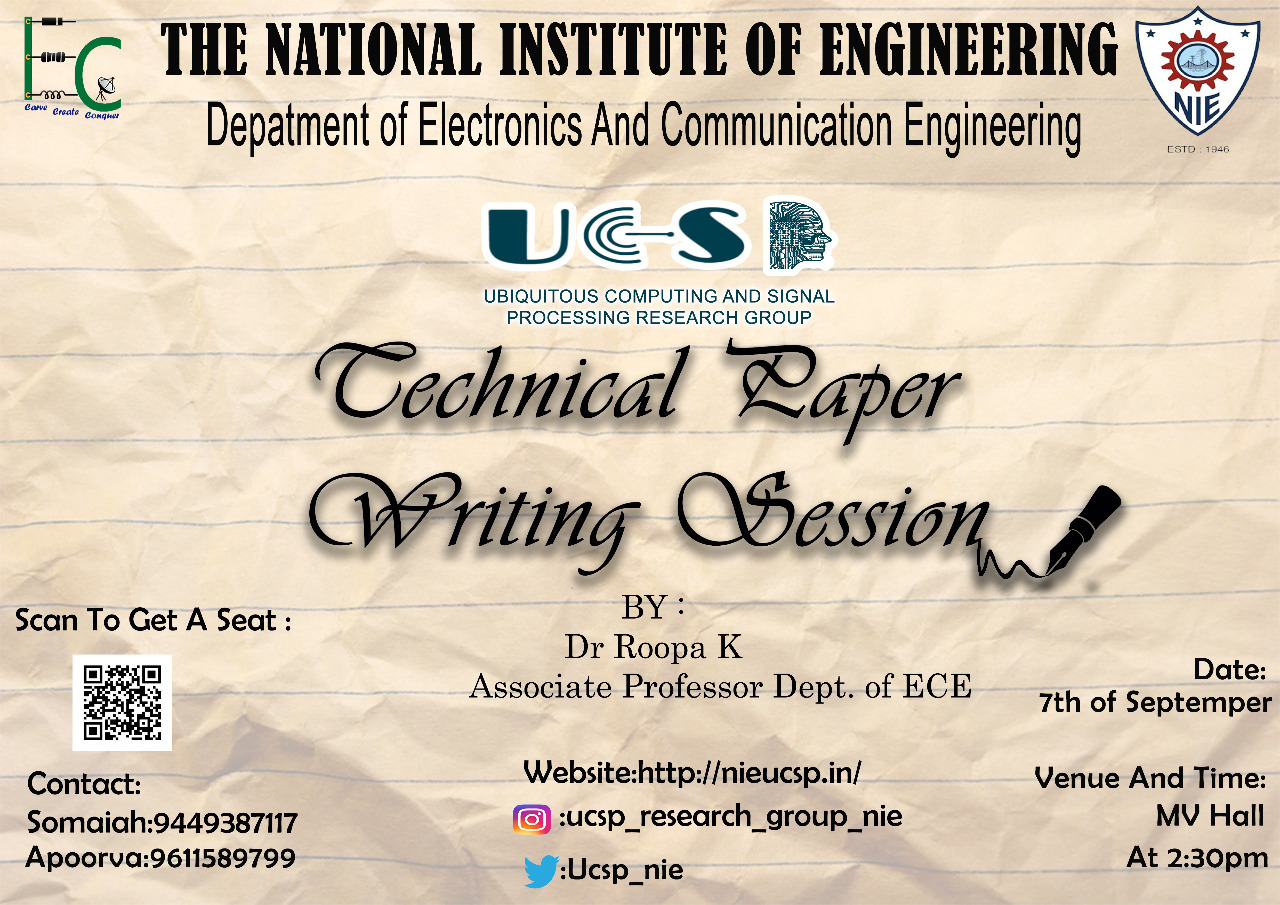 THE NATIONAL INSTITUTE OF ENGINEERING
Depatment of Electronics And Communication Engineering
EC
Carve
Create
Conquer
NIE
ESTD : 1946
UCSP
UBIQUITOUS COMPUTING AND SIGNAL
PROCESSING RESEARCH GROUP
Technical Paper
Writing Session
BY :
Dr Roopa K
Associate Professor Dept. of ECE
Scan To Get A Seat :
Contact:
Somaiah:9449387117
Apoorva:9611589799
Website:http://nieucsp.in/
:ucsp_research_group_nie
:Ucsp_nie
Date:
7th of Septemper
Venue And Time:
MV Hall
At 2:30pm